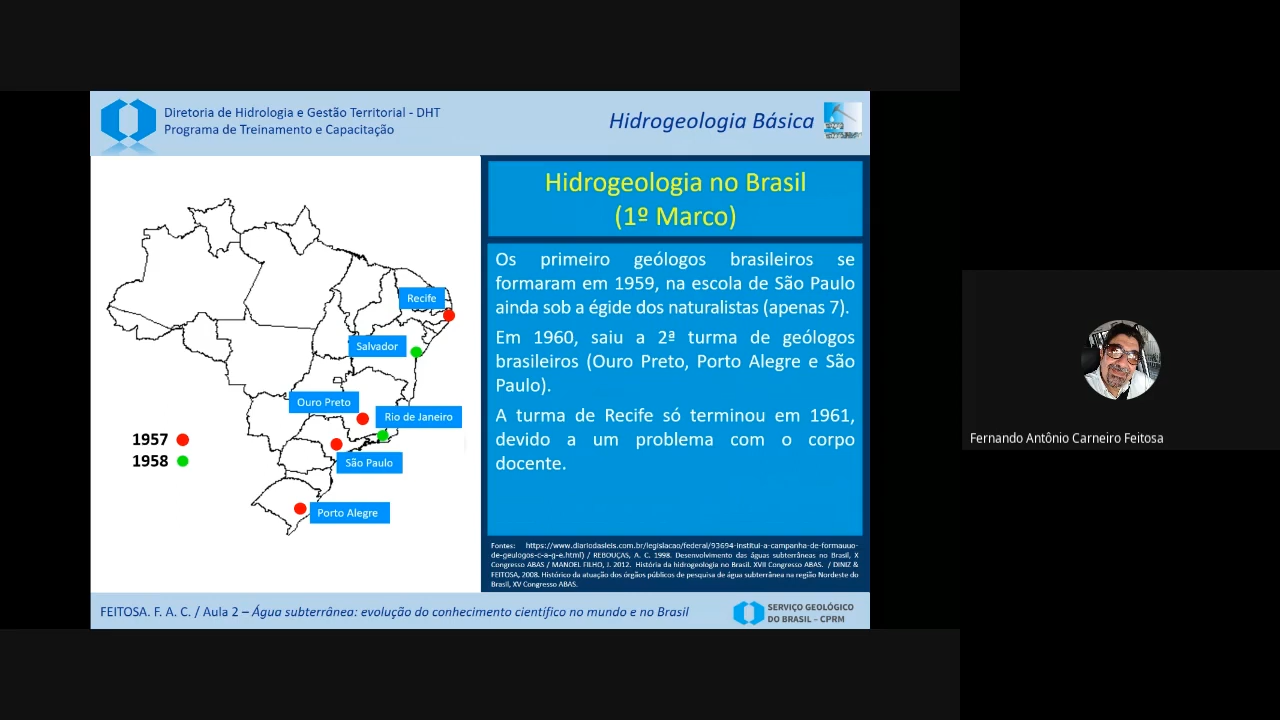 Diretoria de Hidrologia e Gestão Territorial - DHT
Programa de Treinamento e Capacitação
Hidrogeologia Básica
Recife
Salvador
Ouro Preto
Rio de Janeiro
São Paulo
Porto Alegre
1957
1958
Hidrogeologia no Brasil
(1º Marco)
Os primeiro geólogos brasileiros se
formaram em 1959, na escola de São Paulo
ainda sob a égide dos naturalistas (apenas 7).
Em 1960, saiu a 2ª turma de geólogos
brasileiros (Ouro Preto, Porto Alegre e São
Paulo).
A turma de Recife só terminou em 1961,
devido a um problema com o corpo
docente.
Fontes: https://www.diariodasleis.com.br/legislacao/federal/93694-institui-a-campanha-de-formauuo-
de-geulogos-c-a-g-e.html) / REBOUÇAS, A. C. 1998. Desenvolvimento das águas subterrâneas no Brasil, X
Congresso ABAS / MANOEL FILHO, J. 2012. História da hidrogeologia no Brasil. XVII Congresso ABAS. / DINIZ &
FEITOSA, 2008. Histórico da atuação dos órgãos públicos de pesquisa de água subterrânea na região Nordeste do
Brasil, XV Congresso ABAS.
FEITOSA. F. A. C. / Aula 2 – Água subterrânea: evolução do conhecimento científico no mundo e no Brasil
SERVIÇO GEOLÓGICO
DO BRASIL – CPRM
Fernando Antônio Carneiro Feitosa